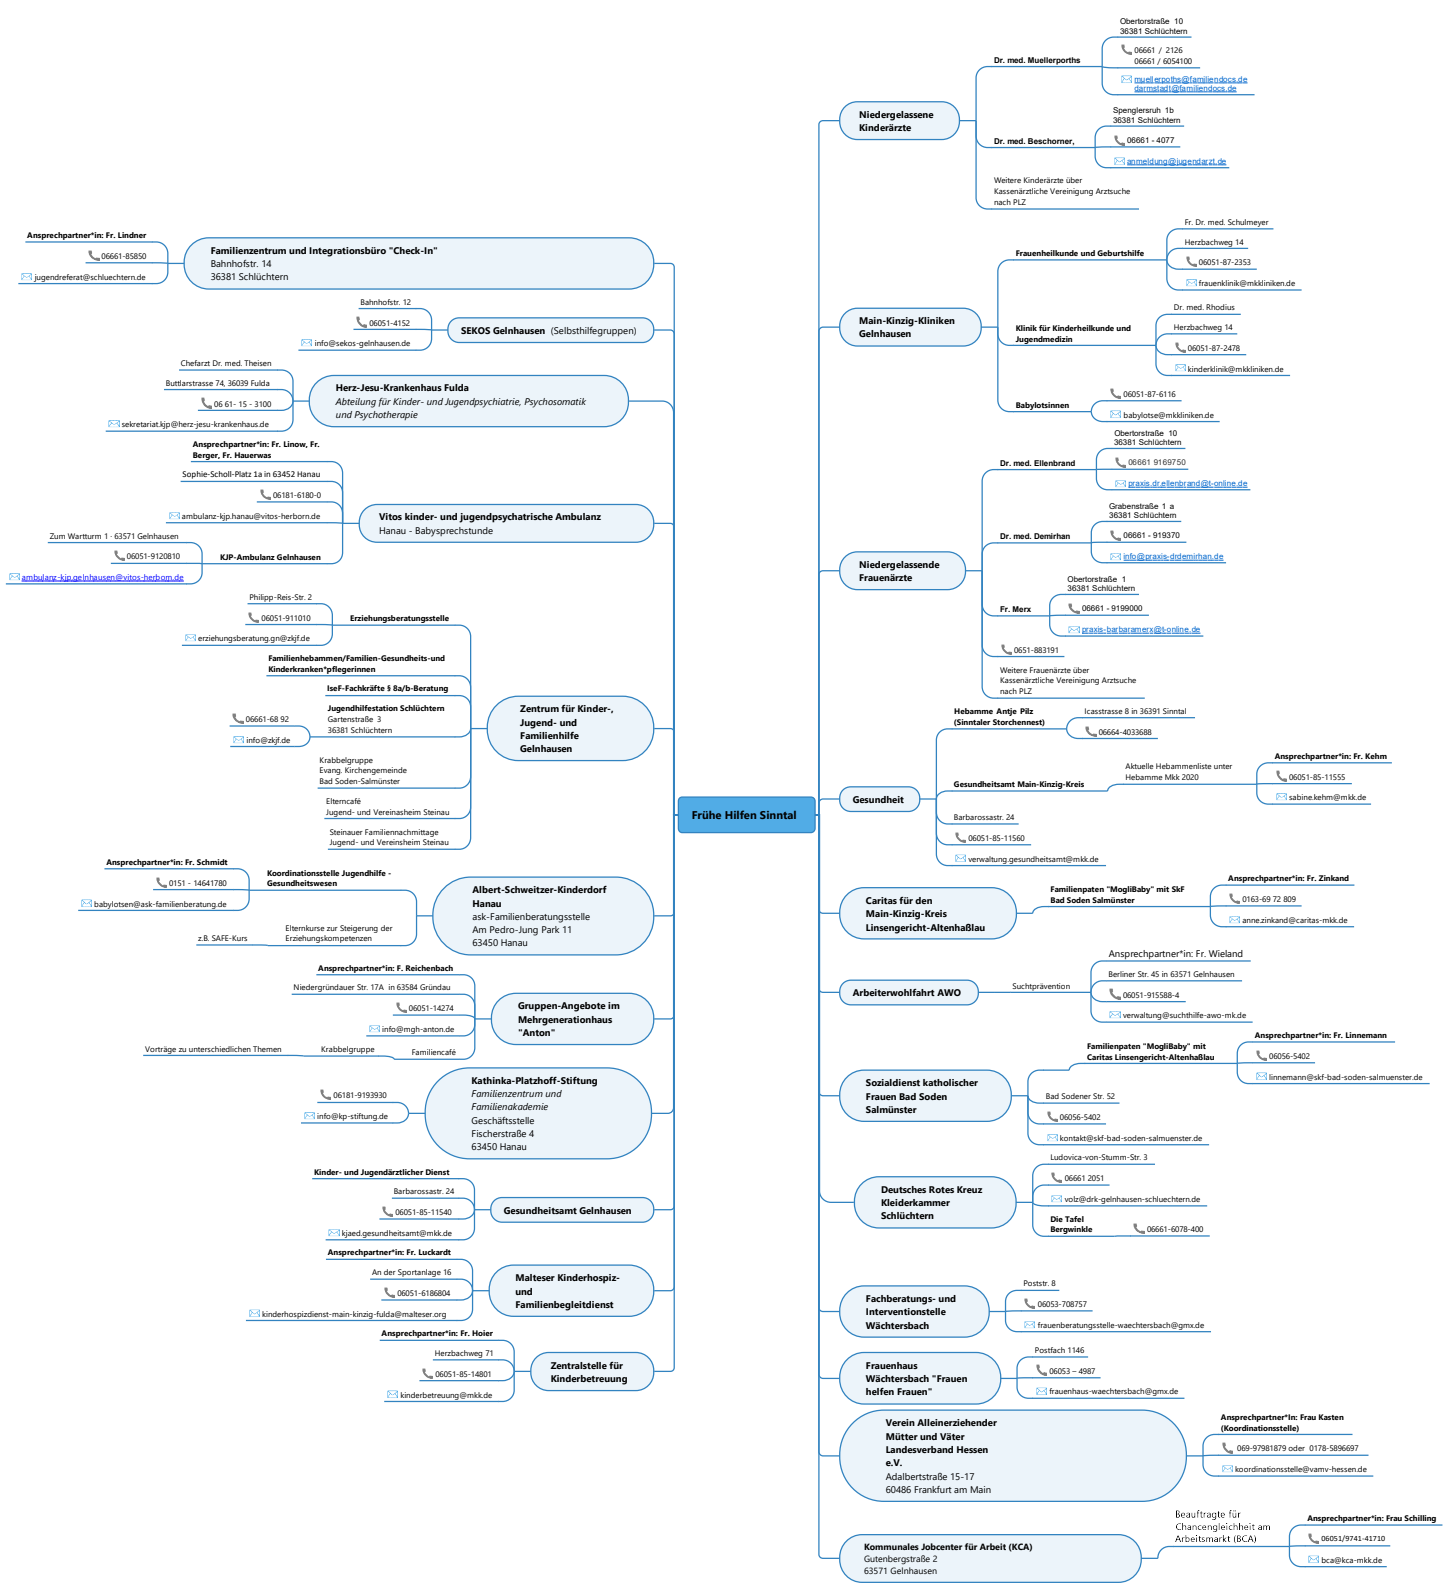 Frühe Hilfen Sinntal
Niedergelassene
Kinderärzte
Dr. med. Muellerporths
Obertorstraße 10
36381 Schlüchtern
06661 / 2126
06661 / 6054100
muellerpoths@familiendocs.de
darmstadt@familiendocs.de
Dr. med. Beschorner,
Spenglersruh 1b
36381 Schlüchtern
06661 - 4077
anmeldung@jugendarzt.de
Weitere Kinderärzte über
Kassenärztliche Vereinigung Arztsuche
nach PLZ
Main-Kinzig-Kliniken
Gelnhausen
Frauenheilkunde und Geburtshilfe
Fr. Dr. med. Schulmeyer
Herzbachweg 14
06051-87-2353
frauenklinik@mkkliniken.de
Klinik für Kinderheilkunde und
Jugendmedizin
Dr. med. Rhodius
Herzbachweg 14
06051-87-2478
kinderklinik@mkkliniken.de
Babylotsinnen
06051-87-6116
babylotse@mkkliniken.de
Niedergelassende
Frauenärzte
Dr. med. Ellenbrand
Obertorstraße 10
36381 Schlüchtern
06661 9169750
praxis.dr.ellenbrand@t-online.de
Dr. med. Demirhan
Grabenstraße 1 a
36381 Schlüchtern
06661 - 919370
info@praxis-drdemirhan.de
Fr. Merx
Obertorstraße 1
36381 Schlüchtern
06661 - 9199000
praxis-barbaramerx@t-online.de
0651-883191
Weitere Frauenärzte über
Kassenärztliche Vereinigung Arztsuche
nach PLZ
Gesundheit
Hebamme Antje Pilz
(Sinntaler Storchennest)
Icasstrasse 8 in 36391 Sinntal
06664-4033688
Gesundheitsamt Main-Kinzig-Kreis
Aktuelle Hebammenliste unter
Hebamme Mkk 2020
Ansprechpartner*in: Fr. Kehm
06051-85-11555
sabine.kehm@mkk.de
Barbarossastr. 24
06051-85-11560
verwaltung.gesundheitsamt@mkk.de
Caritas für den
Main-Kinzig-Kreis
Linsengericht-Altenhaßlau
Familienpaten "MogliBaby" mit SkF
Bad Soden Salmünster
Ansprechpartner*in: Fr. Zinkand
0163-69 72 809
anne.zinkand@caritas-mkk.de
Arbeiterwohlfahrt AWO
Suchtprävention
Ansprechpartner*in: Fr. Wieland
Berliner Str. 45 in 63571 Gelnhausen
06051-915588-4
verwaltung@suchthilfe-awo-mk.de
Sozialdienst katholischer
Frauen Bad Soden
Salmünster
Familienpaten "MogliBaby" mit
Caritas Linsengericht-Altenhaßlau
Ansprechpartner*in: Fr. Linnemann
06056-5402
linnemann@skf-bad-soden-salmuenster.de
Bad Sodener Str. 52
06056-5402
kontakt@skf-bad-soden-salmuenster.de
Deutsches Rotes Kreuz
Kleiderkammer
Schlüchtern
Ludovica-von-Stumm-Str. 3
06661 2051
volz@drk-gelnhausen-schluechtern.de
Die Tafel
Bergwinkle
06661-6078-400
Fachberatungs- und
Interventionstelle
Wächtersbach
Poststr. 8
06053-708757
frauenberatungsstelle-waechtersbach@gmx.de
Frauenhaus
Wächtersbach "Frauen
helfen Frauen"
Postfach 1146
06053 – 4987
frauenhaus-waechtersbach@gmx.de
Verein Alleinerziehender
Mütter und Väter
Landesverband Hessen
e.V.
Adalbertstraße 15-17
60486 Frankfurt am Main
Ansprechpartner*In: Frau Kasten
(Koordinationsstelle)
069-97981879 oder 0178-5896697
koordinationsstelle@vamv-hessen.de
Kommunales Jobcenter für Arbeit (KCA)
Gutenbergstraße 2
63571 Gelnhausen
Beauftragte für
Chancengleichheit am
Arbeitsmarkt (BCA)
Ansprechpartner*in: Frau Schilling
06051/9741-41710
bca@kca-mkk.de
Familienzentrum und Integrationsbüro "Check-In"
Bahnhofstr. 14
36381 Schlüchtern
Ansprechpartner*in: Fr. Lindner
06661-85850
jugendreferat@schluechtern.de
SEKOS Gelnhausen (Selbsthilfegruppen)
Bahnhofstr. 12
06051-4152
info@sekos-gelnhausen.de
Herz-Jesu-Krankenhaus Fulda
Abteilung für Kinder- und Jugendpsychiatrie, Psychosomatik
und Psychotherapie
Chefarzt Dr. med. Theisen
Buttlarstrasse 74, 36039 Fulda
06 61- 15 - 3100
sekretariat.kjp@herz-jesu-krankenhaus.de
Vitos kinder- und jugendpsychatrische Ambulanz
Hanau - Babysprechstunde
Ansprechpartner*in: Fr. Linow, Fr.
Berger, Fr. Hauerwas
Sophie-Scholl-Platz 1a in 63452 Hanau
06181-6180-0
ambulanz-kjp.hanau@vitos-herborn.de
KJP-Ambulanz Gelnhausen
Zum Wartturm 1 · 63571 Gelnhausen
06051-9120810
ambulanz-kjp.gelnhausen@vitos-herborn.de
Zentrum für Kinder-,
Jugend- und
Familienhilfe
Gelnhausen
Erziehungsberatungsstelle
Philipp-Reis-Str. 2
06051-911010
erziehungsberatung.gn@zkjf.de
Familienhebammen/Familien-Gesundheits-und
Kinderkranken*pflegerinnen
IseF-Fachkräfte § 8a/b-Beratung
Jugendhilfestation Schlüchtern
Gartenstraße 3
36381 Schlüchtern
06661-68 92
info@zkjf.de
Krabbelgruppe
Evang. Kirchengemeinde
Bad Soden-Salmünster
Elterncafé
Jugend- und Vereinasheim Steinau
Steinauer Familiennachmittage
Jugend- und Vereinsheim Steinau
Albert-Schweitzer-Kinderdorf
Hanau
ask-Familienberatungsstelle
Am Pedro-Jung Park 11
63450 Hanau
Koordinationsstelle Jugendhilfe -
Gesundheitswesen
Ansprechpartner*in: Fr. Schmidt
0151 - 14641780
babylotsen@ask-familienberatung.de
Elternkurse zur Steigerung der
Erziehungskompetenzen
z.B. SAFE-Kurs
Gruppen-Angebote im
Mehrgenerationhaus
"Anton"
Ansprechpartner*in: F. Reichenbach
Niedergründauer Str. 17A in 63584 Gründau
06051-14274
info@mgh-anton.de
Familiencafé
Krabbelgruppe
Vorträge zu unterschiedlichen Themen
Kathinka-Platzhoff-Stiftung
Familienzentrum und
Familienakademie
Geschäftsstelle
Fischerstraße 4
63450 Hanau
06181-9193930
info@kp-stiftung.de
Gesundheitsamt Gelnhausen
Kinder- und Jugendärztlicher Dienst
Barbarossastr. 24
06051-85-11540
kjaed.gesundheitsamt@mkk.de
Malteser Kinderhospiz-
und
Familienbegleitdienst
Ansprechpartner*in: Fr. Luckardt
An der Sportanlage 16
06051-6186804
kinderhospizdienst-main-kinzig-fulda@malteser.org
Zentralstelle für
Kinderbetreuung
Ansprechpartner*in: Fr. Hoier
Herzbachweg 71
06051-85-14801
kinderbetreuung@mkk.de